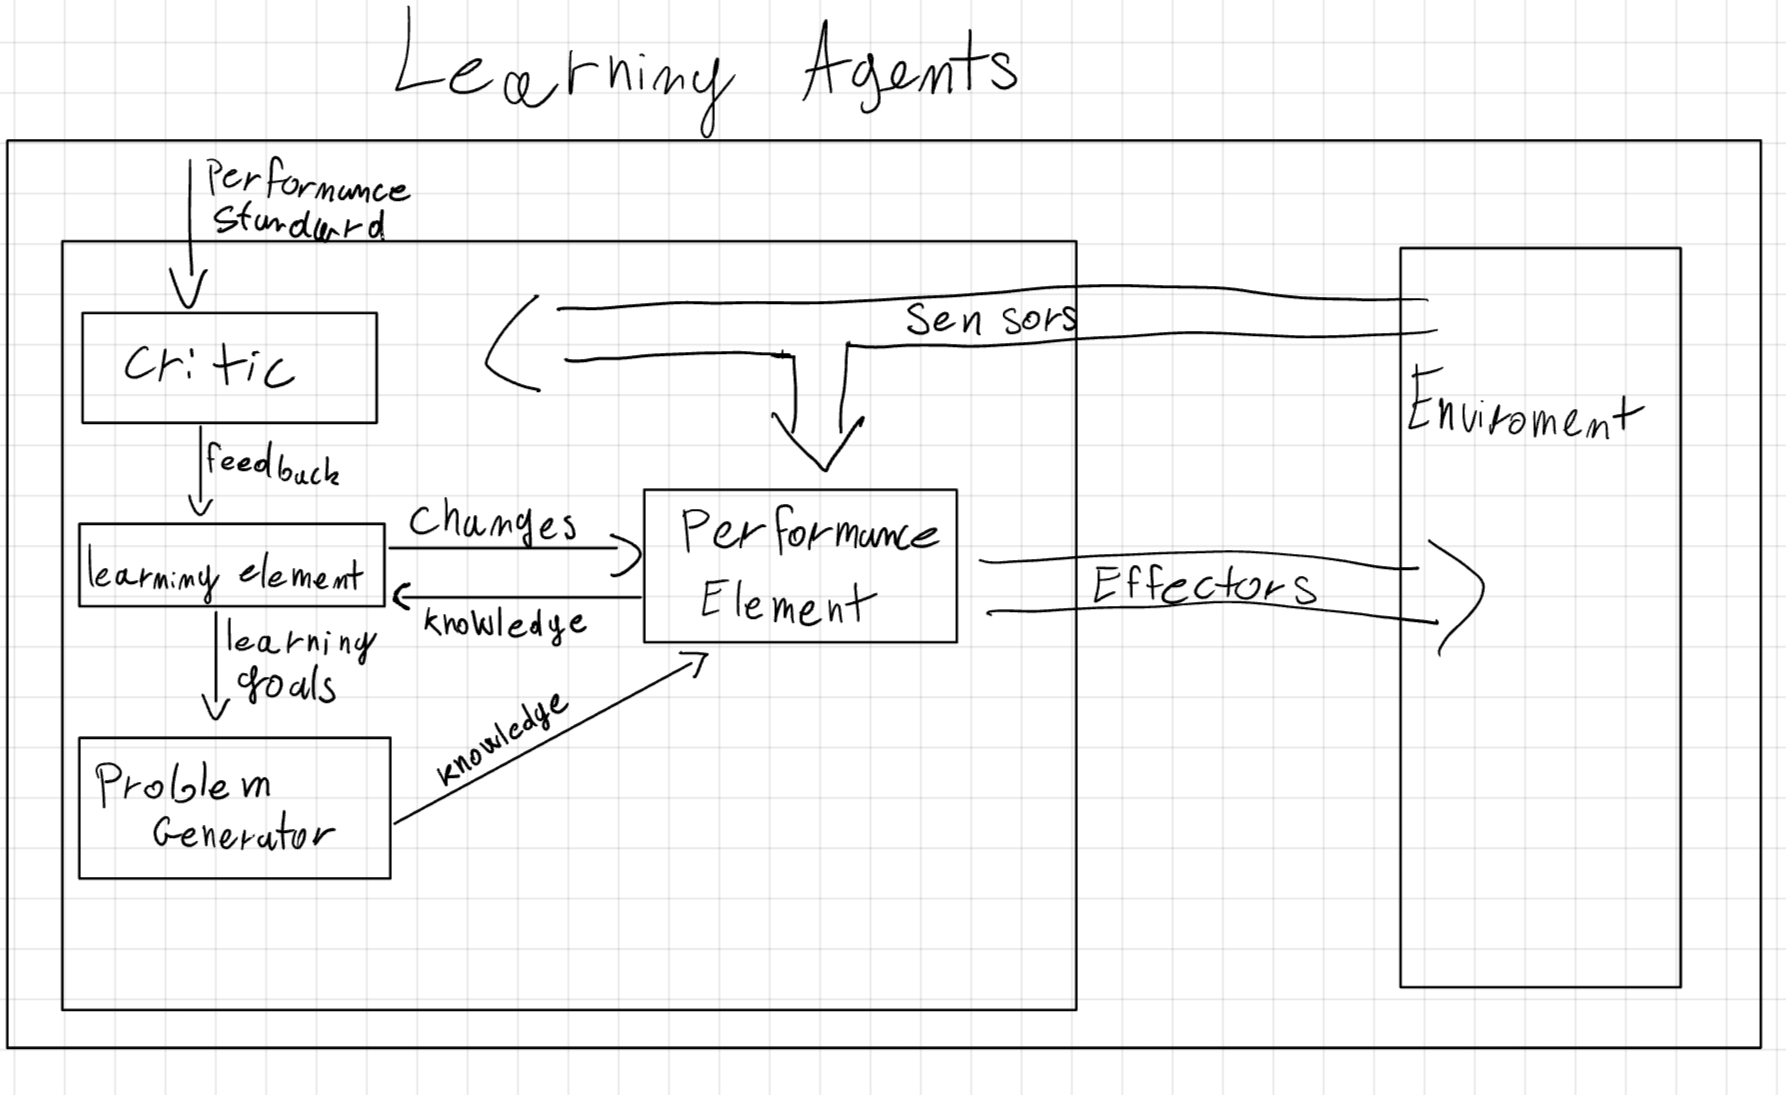 Learning Agents
Performance
Standard
Critic
Sensors
Enviroment
feedback
Changes
Performance
Element
learning element
Effectors
knowledge
learning
goals
knowledge
Problem
Generator